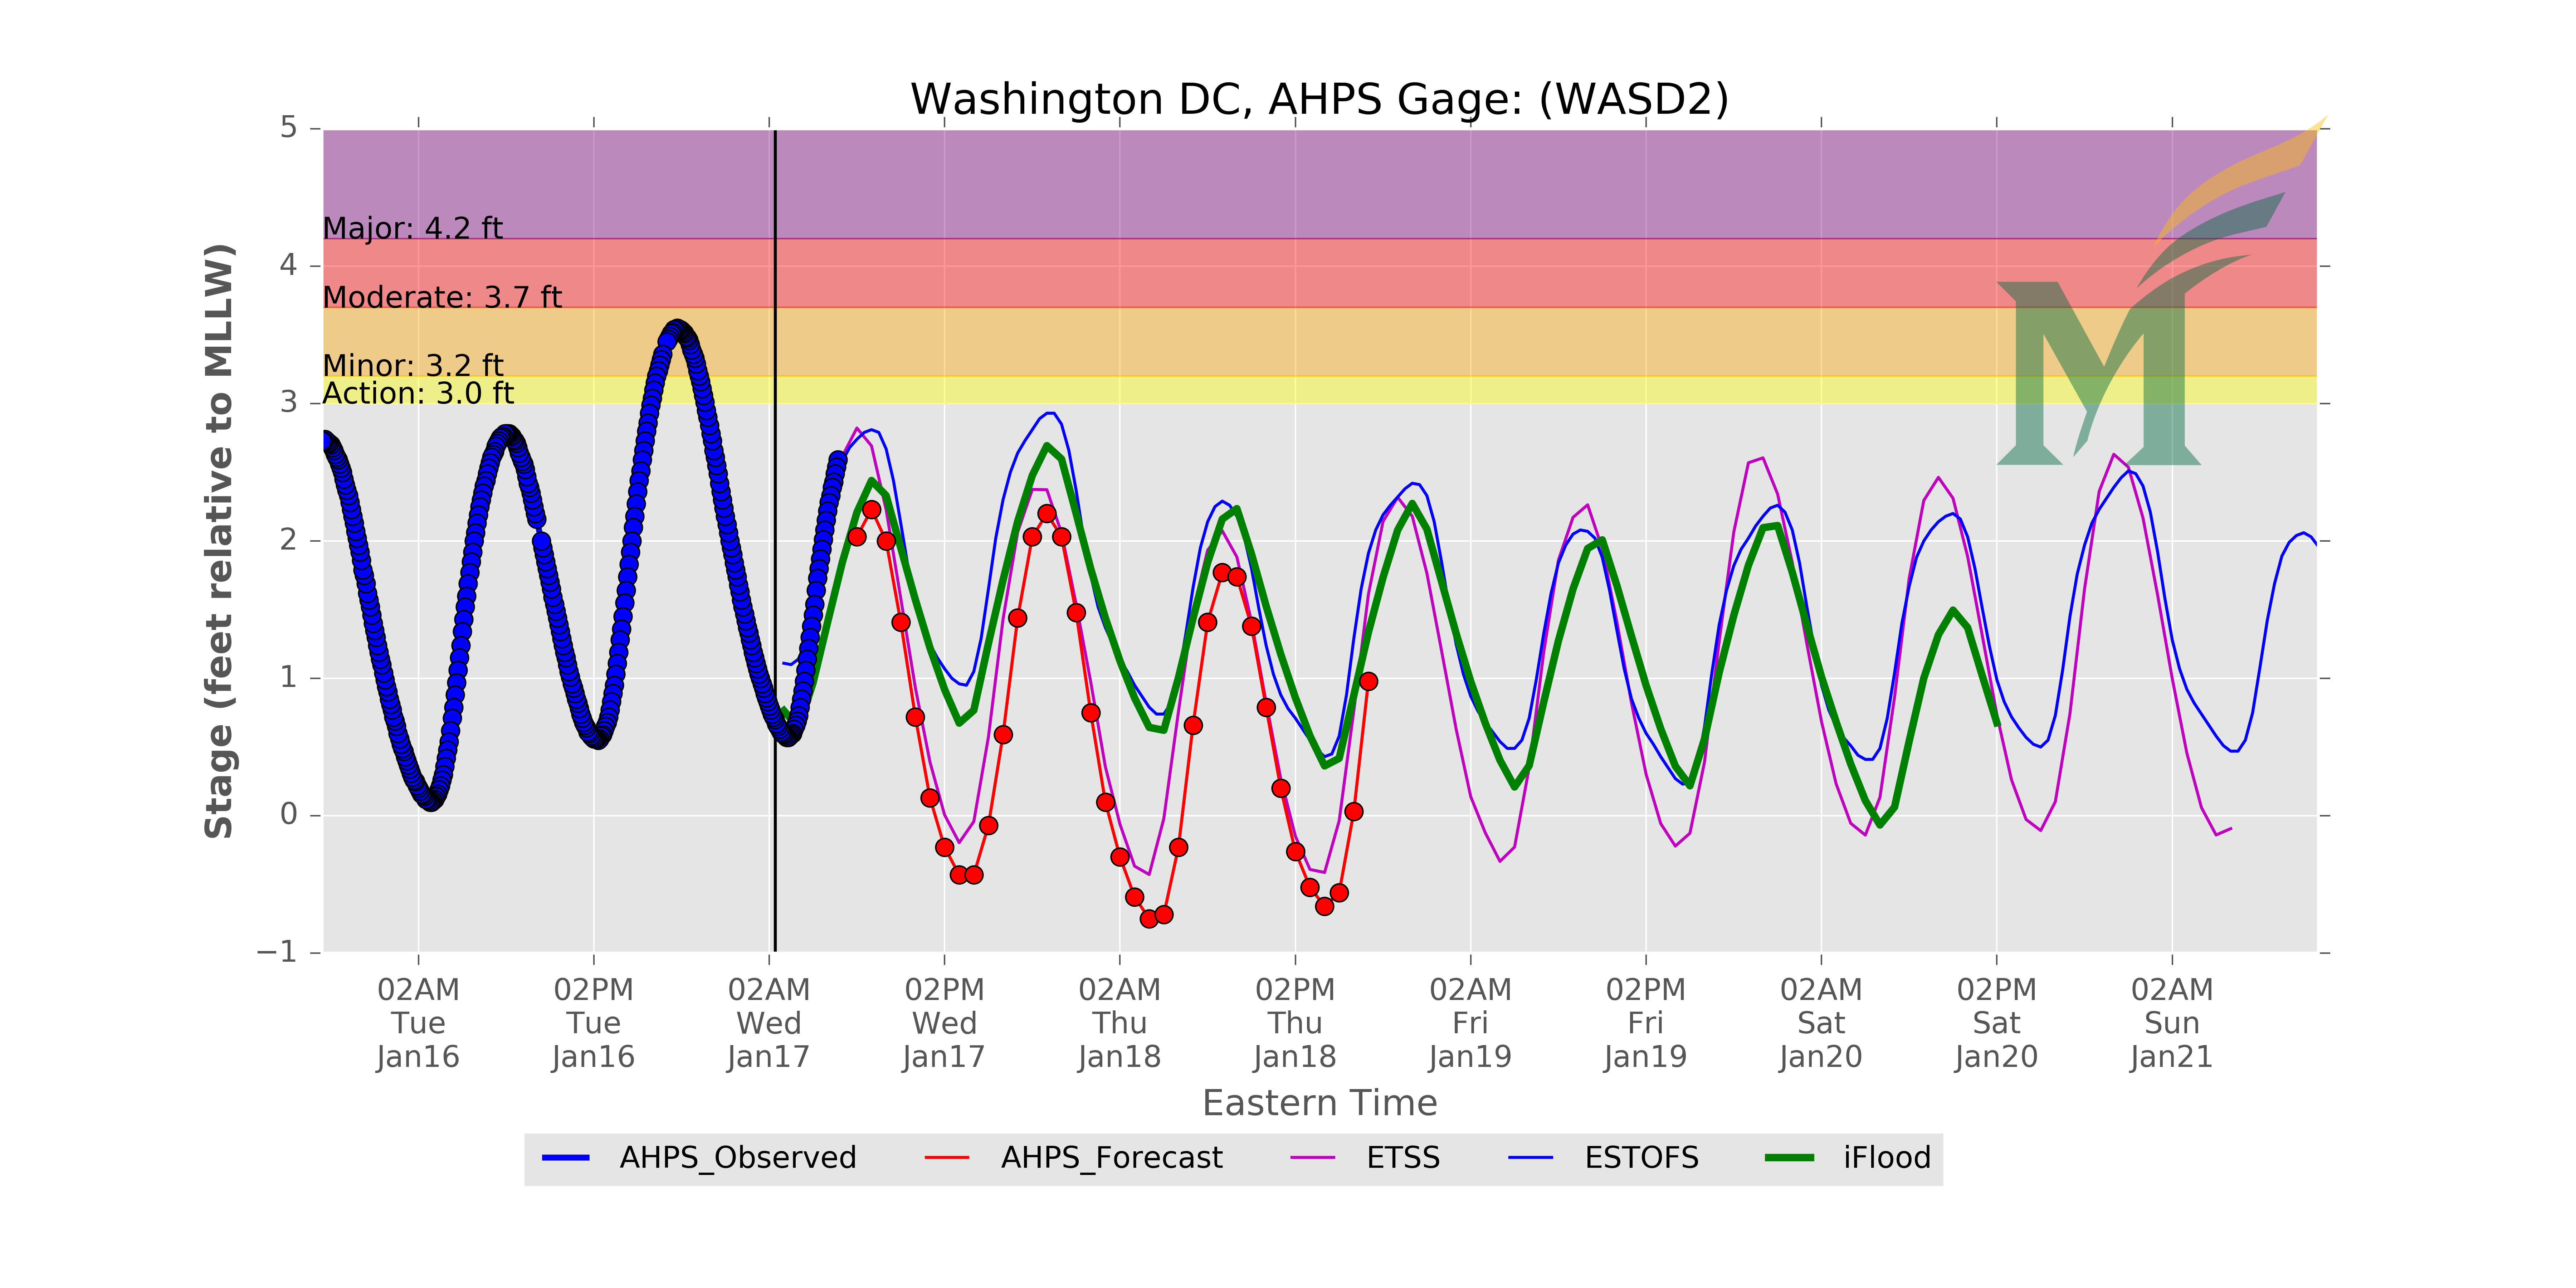 Washington DC, AHPS Gage: (WASD2)
Stage (feet relative to MLLW)
5
4
3
2
1
0
−1
Major: 4.2 ft
Moderate: 3.7 ft
Minor: 3.2 ft
Action: 3.0 ft
M
02AM 02PM 02AM 02PM 02AM 02PM 02AM 02PM 02AM 02PM 02AM
Tue Tue Wed Wed Thu Thu Fri Fri Sat Sat Sun
Jan16 Jan16 Jan17 Jan17 Jan18 Jan18 Jan19 Jan19 Jan20 Jan20 Jan21
Eastern Time
AHPS_Observed AHPS_Forecast ETSS ESTOFS iFlood